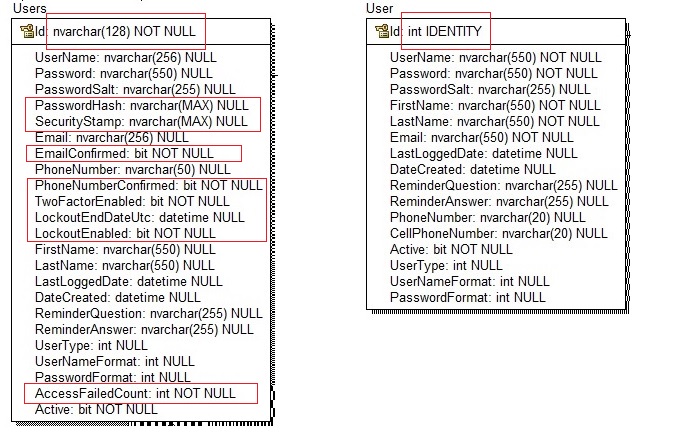 Users
Id: nvarchar(128) NOT NULL
UserName: nvarchar(256) NULL
Password: nvarchar(550) NULL
PasswordSalt: nvarchar(255) NULL
PasswordHash: nvarchar(MAX) NULL
SecurityStamp: nvarchar(MAX) NULL
Email: nvarchar(256) NULL
EmailConfirmed: bit NOT NULL
PhoneNumber: nvarchar(50) NULL
PhoneNumberConfirmed: bit NOT NULL
TwoFactorEnabled: bit NOT NULL
LockoutEndDateUtc: datetime NULL
LockoutEnabled: bit NOT NULL
FirstName: nvarchar(550) NULL
LastName: nvarchar(550) NULL
LastLoggedDate: datetime NULL
DateCreated: datetime NULL
ReminderQuestion: nvarchar(255) NULL
ReminderAnswer: nvarchar(255) NULL
UserType: int NULL
UserNameFormat: int NULL
PasswordFormat: int NULL
AccessFailedCount: int NOT NULL
Active: bit NOT NULL
User
Id: int IDENTITY
UserName: nvarchar(550) NOT NULL
Password: nvarchar(550) NOT NULL
PasswordSalt: nvarchar(255) NULL
FirstName: nvarchar(550) NOT NULL
LastName: nvarchar(550) NOT NULL
Email: nvarchar(550) NOT NULL
LastLoggedDate: datetime NULL
DateCreated: datetime NOT NULL
ReminderQuestion: nvarchar(255) NULL
ReminderAnswer: nvarchar(255) NULL
PhoneNumber: nvarchar(20) NULL
CellPhoneNumber: nvarchar(20) NULL
Active: bit NOT NULL
UserType: int NULL
UserNameFormat: int NULL
PasswordFormat: int NULL